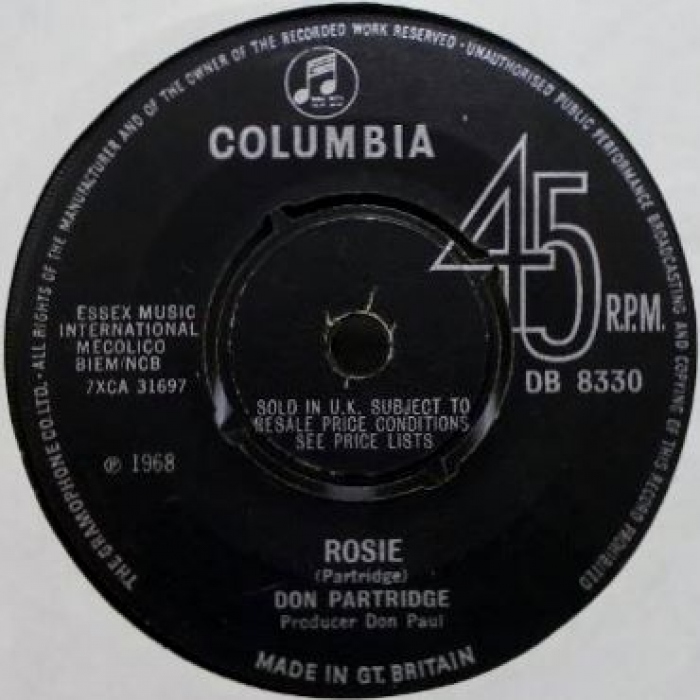 THE GRAMOPHONE CO. LTD. · ALL RIGHTS OF THE MANUFACTURER AND OF THE OWNER OF THE RECORDED WORK RESERVED · UNAUTHORISED PUBLIC PERFORMANCE BROADCASTING AND COPYING OF THIS RECORD PROHIBITED
COLUMBIA
45
R.P.M.
DB 8330
ESSEX MUSIC
INTERNATIONAL
MECOLICO
BIEM/NCB
7XCA 31697
℗ 1968
SOLD IN U.K. SUBJECT TO
RESALE PRICE CONDITIONS
SEE PRICE LISTS
ROSIE
(Partridge)
DON PARTRIDGE
Producer Don Paul
MADE IN GT. BRITAIN